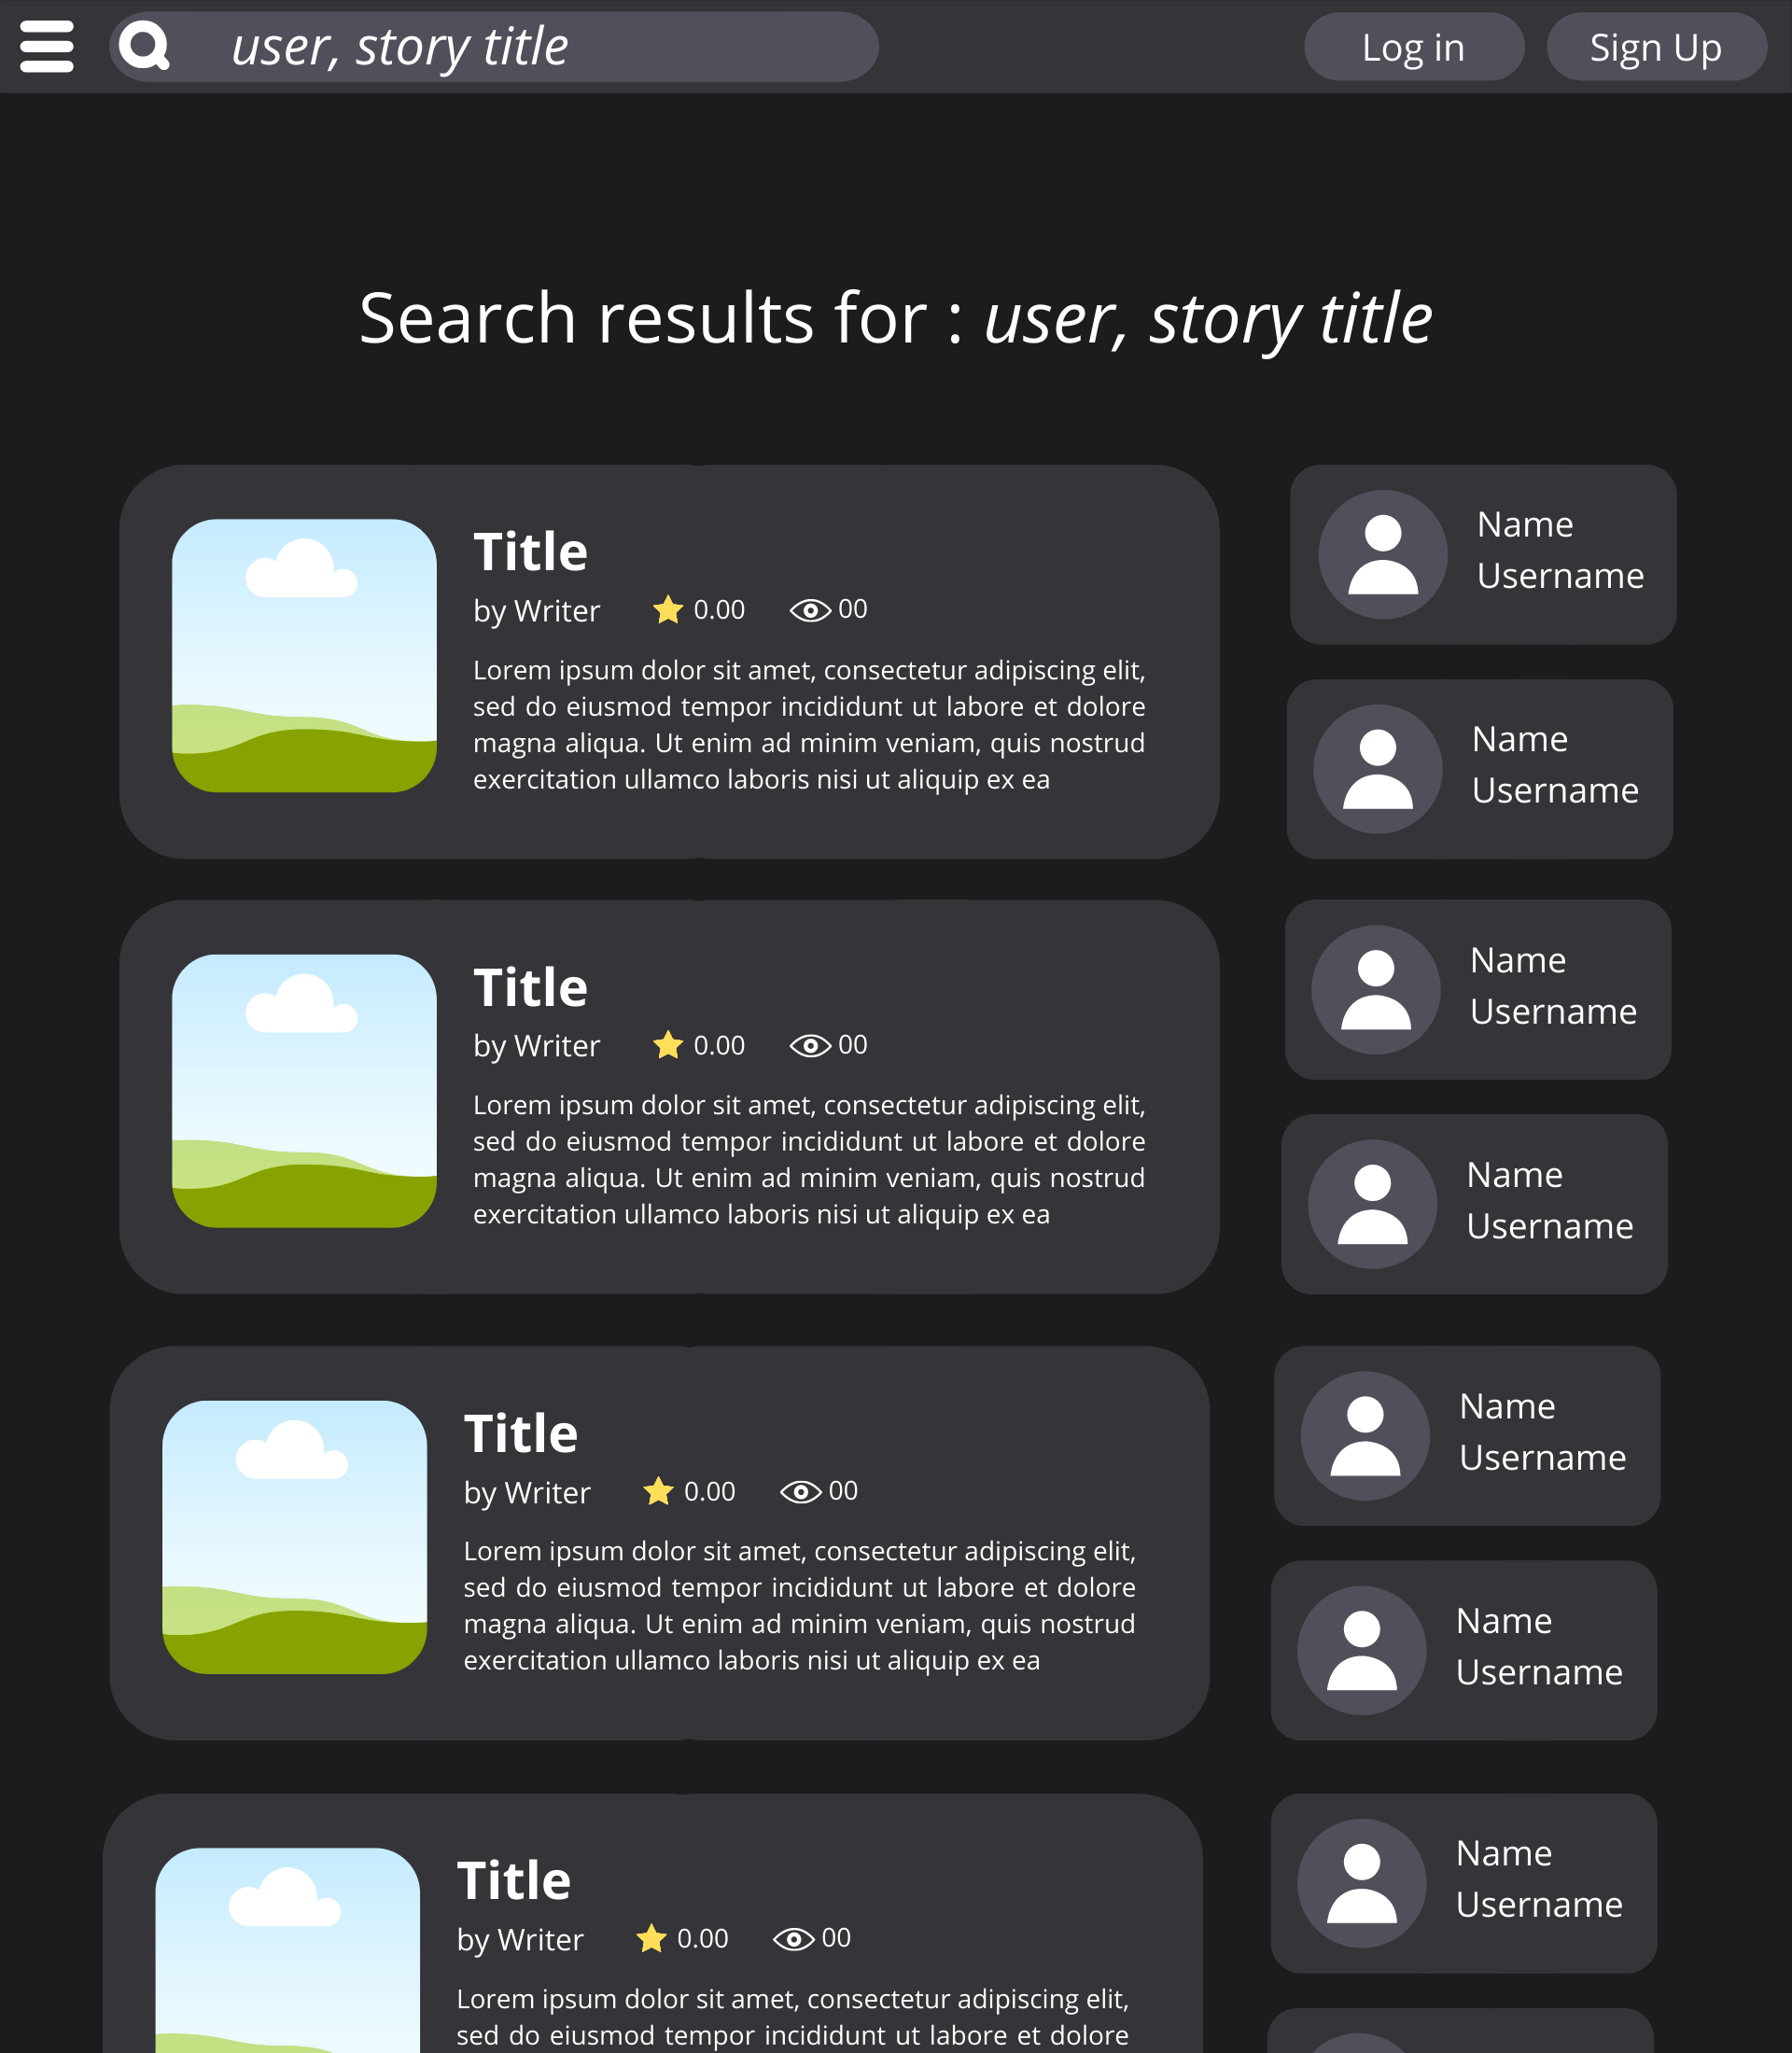 user, story title
Log in
Sign Up
Search results for : user, story title
Title
by Writer
0.00
00
Lorem ipsum dolor sit amet, consectetur adipiscing elit,
sed do eiusmod tempor incididunt ut labore et dolore
magna aliqua. Ut enim ad minim veniam, quis nostrud
exercitation ullamco laboris nisi ut aliquip ex ea
Name
Username
Name
Username
Title
by Writer
0.00
00
Lorem ipsum dolor sit amet, consectetur adipiscing elit,
sed do eiusmod tempor incididunt ut labore et dolore
magna aliqua. Ut enim ad minim veniam, quis nostrud
exercitation ullamco laboris nisi ut aliquip ex ea
Name
Username
Name
Username
Title
by Writer
0.00
00
Lorem ipsum dolor sit amet, consectetur adipiscing elit,
sed do eiusmod tempor incididunt ut labore et dolore
magna aliqua. Ut enim ad minim veniam, quis nostrud
exercitation ullamco laboris nisi ut aliquip ex ea
Name
Username
Name
Username
Title
by Writer
0.00
00
Lorem ipsum dolor sit amet, consectetur adipiscing elit,
sed do eiusmod tempor incididunt ut labore et dolore
Name
Username